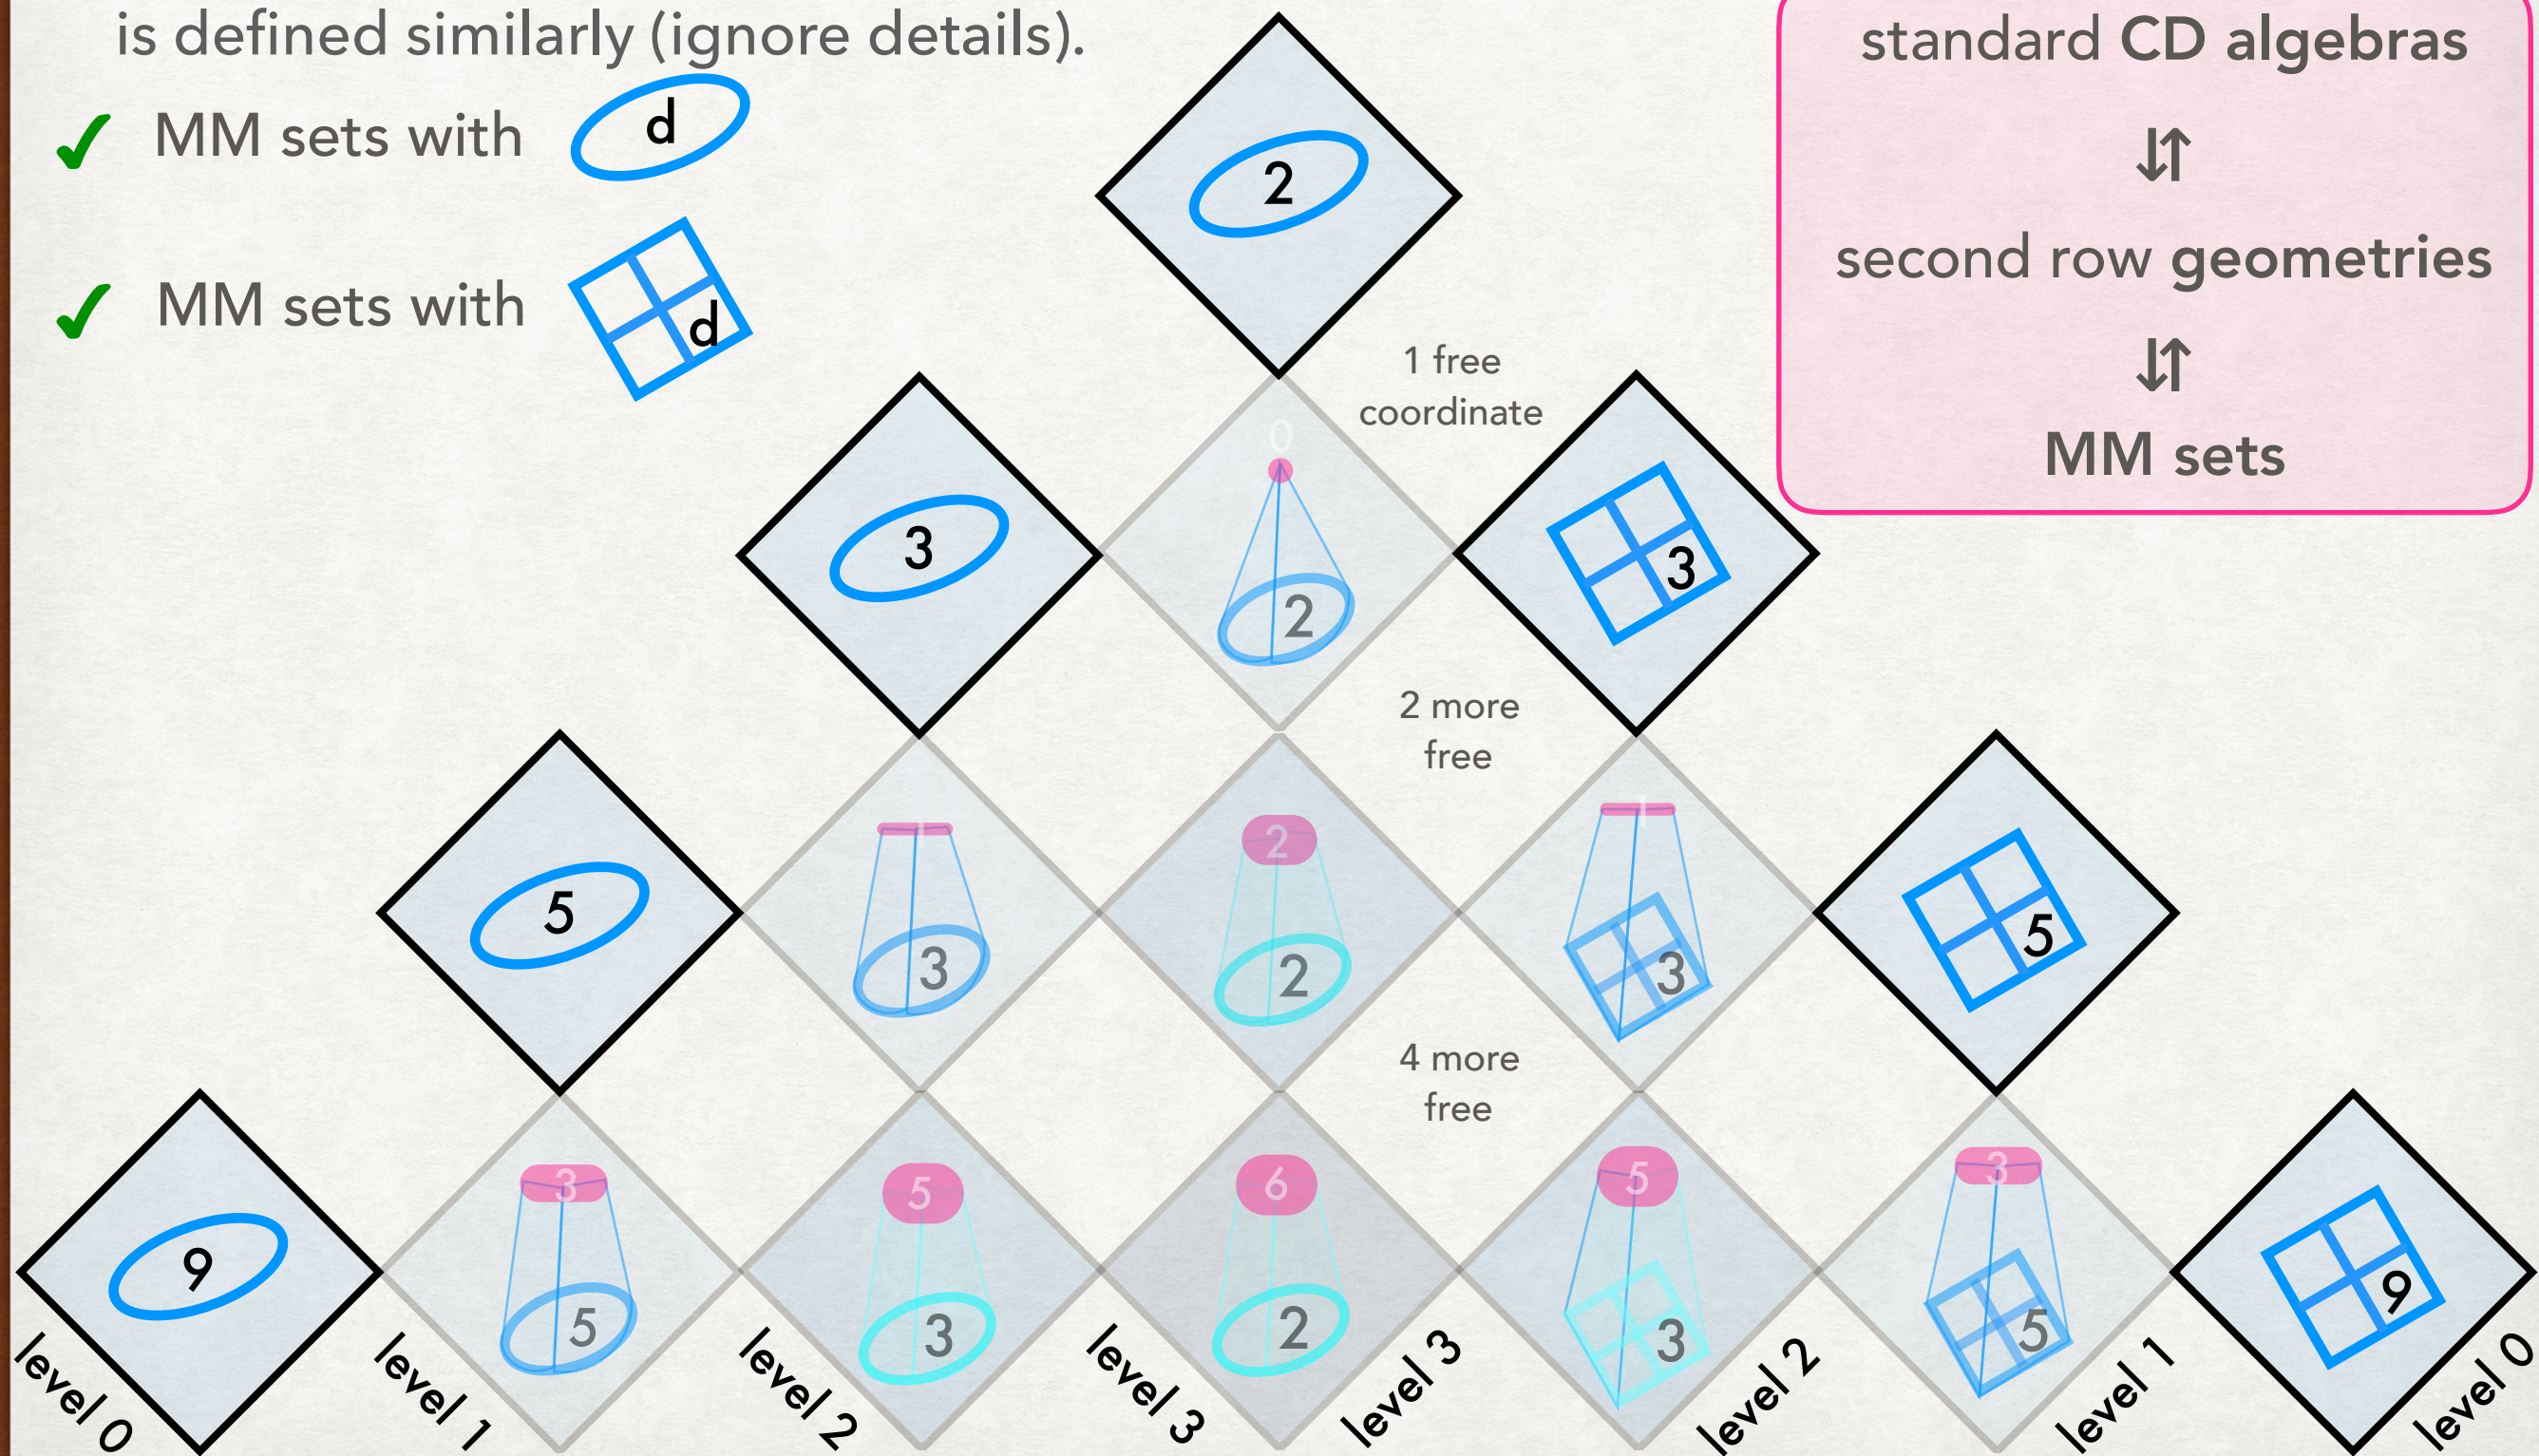 is defined similarly (ignore details).
✓ MM sets with d
✓ MM sets with d
standard CD algebras
⇵
second row geometries
⇵
MM sets
2
1 free
coordinate
3
0
2
3
2 more
free
5
1
3
2
2
1
3
5
4 more
free
9
3
5
5
3
6
2
5
3
3
5
9
level 0
level 1
level 2
level 3
level 3
level 2
level 1
level 0